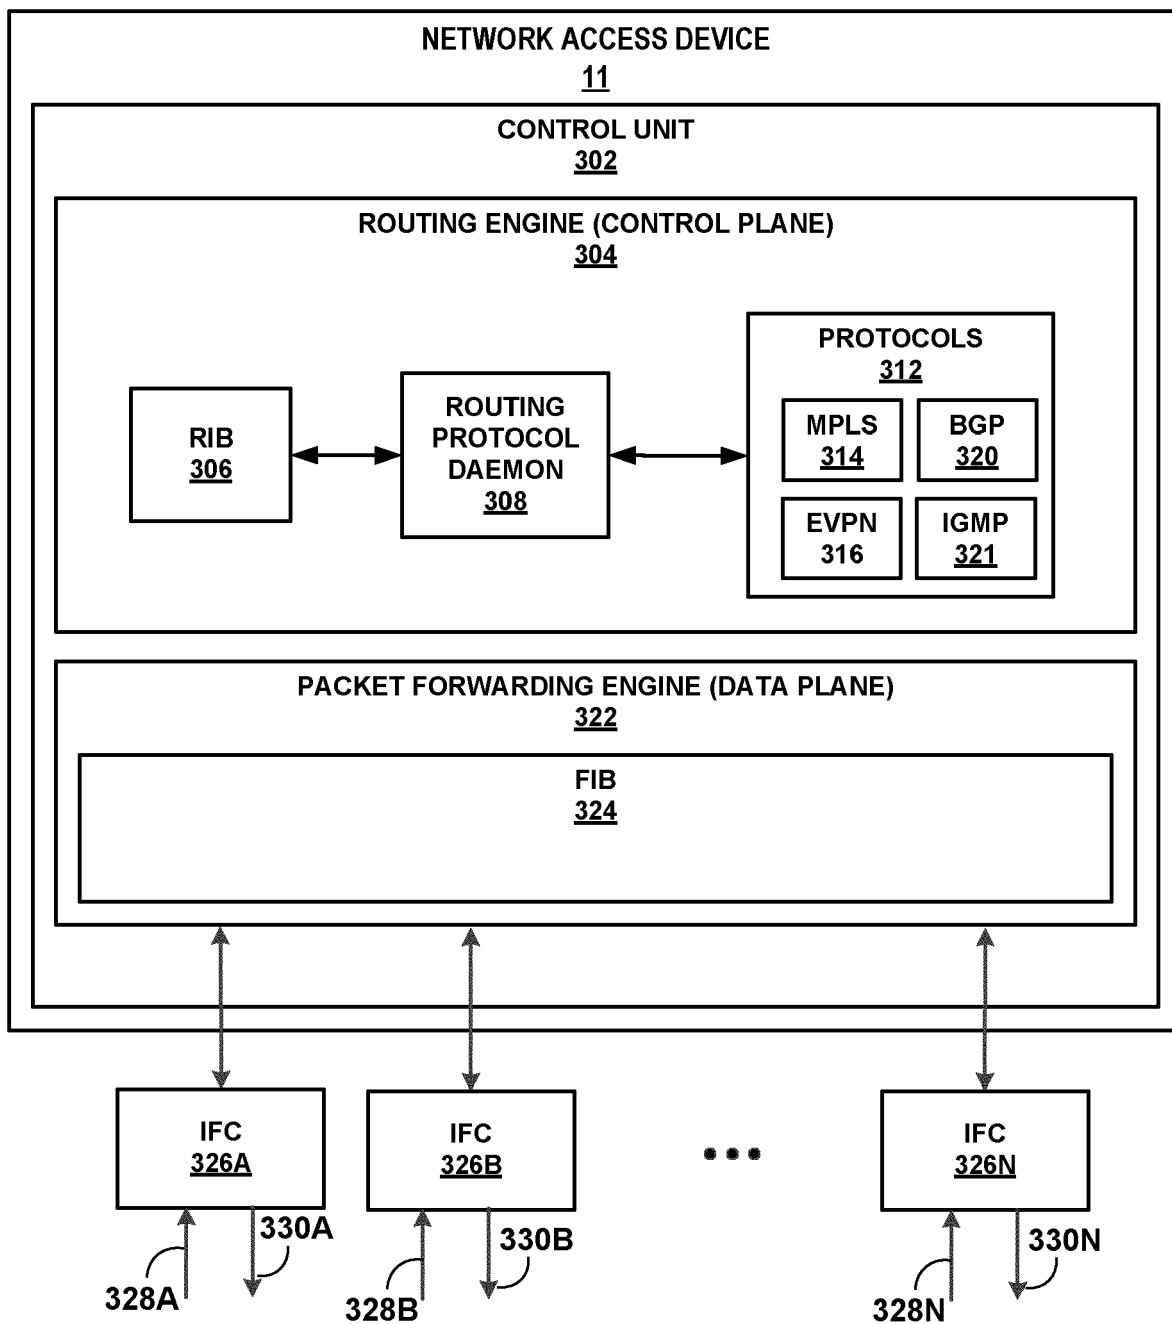 NETWORK ACCESS DEVICE
11
CONTROL UNIT
302
ROUTING ENGINE (CONTROL PLANE)
304
RIB
306
ROUTING
PROTOCOL
DAEMON
308
PROTOCOLS
312
MPLS
314
BGP
320
EVPN
316
IGMP
321
PACKET FORWARDING ENGINE (DATA PLANE)
322
FIB
324
IFC
326A
IFC
326B
IFC
326N
328A
330A
328B
330B
328N
330N